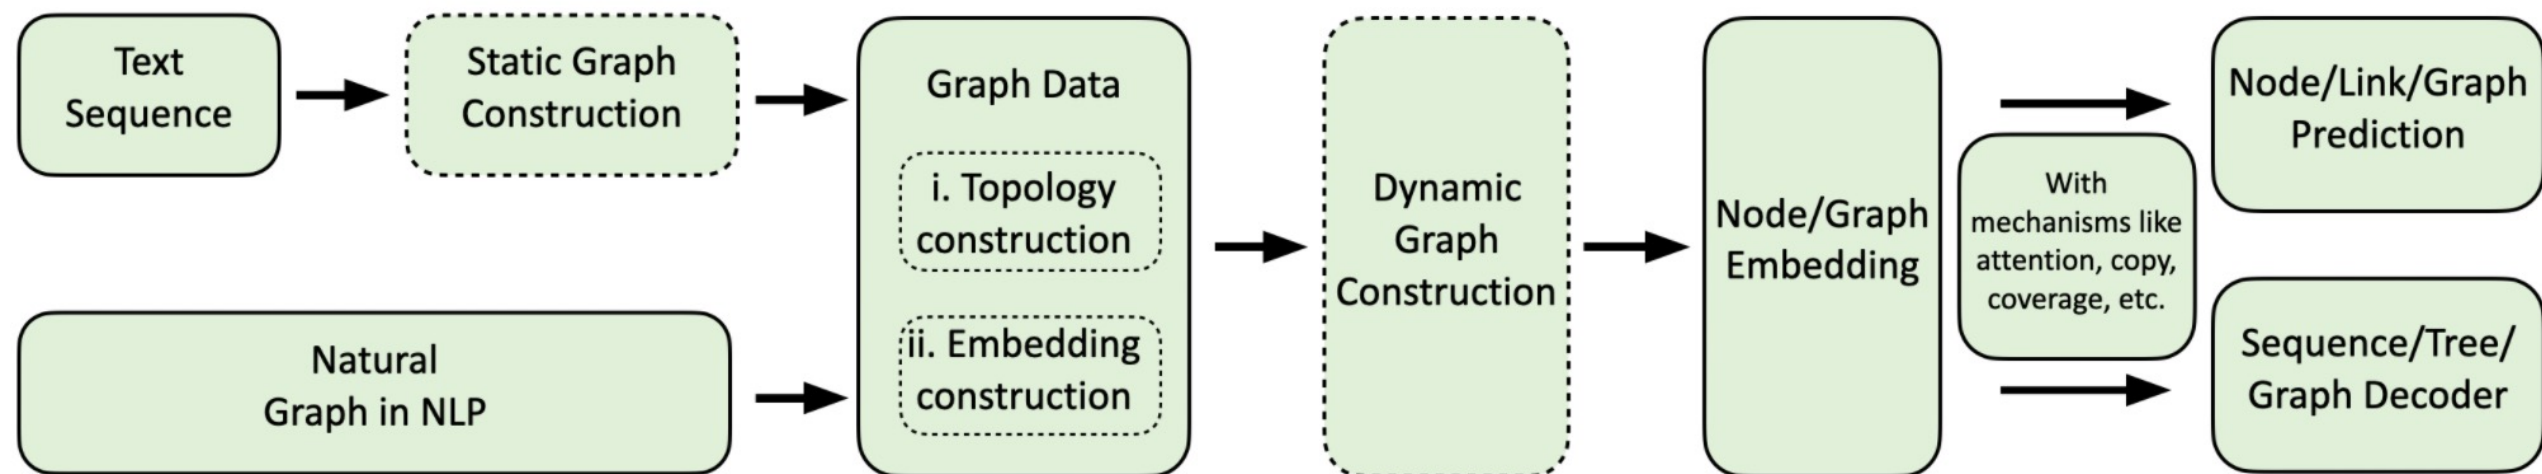 Text
Sequence
Static Graph
Construction
Natural
Graph in NLP
Graph Data
i. Topology
construction
ii. Embedding
construction
Dynamic
Graph
Construction
Node/Graph
Embedding
With
mechanisms like
attention, copy,
coverage, etc.
Node/Link/Graph
Prediction
Sequence/Tree/
Graph Decoder